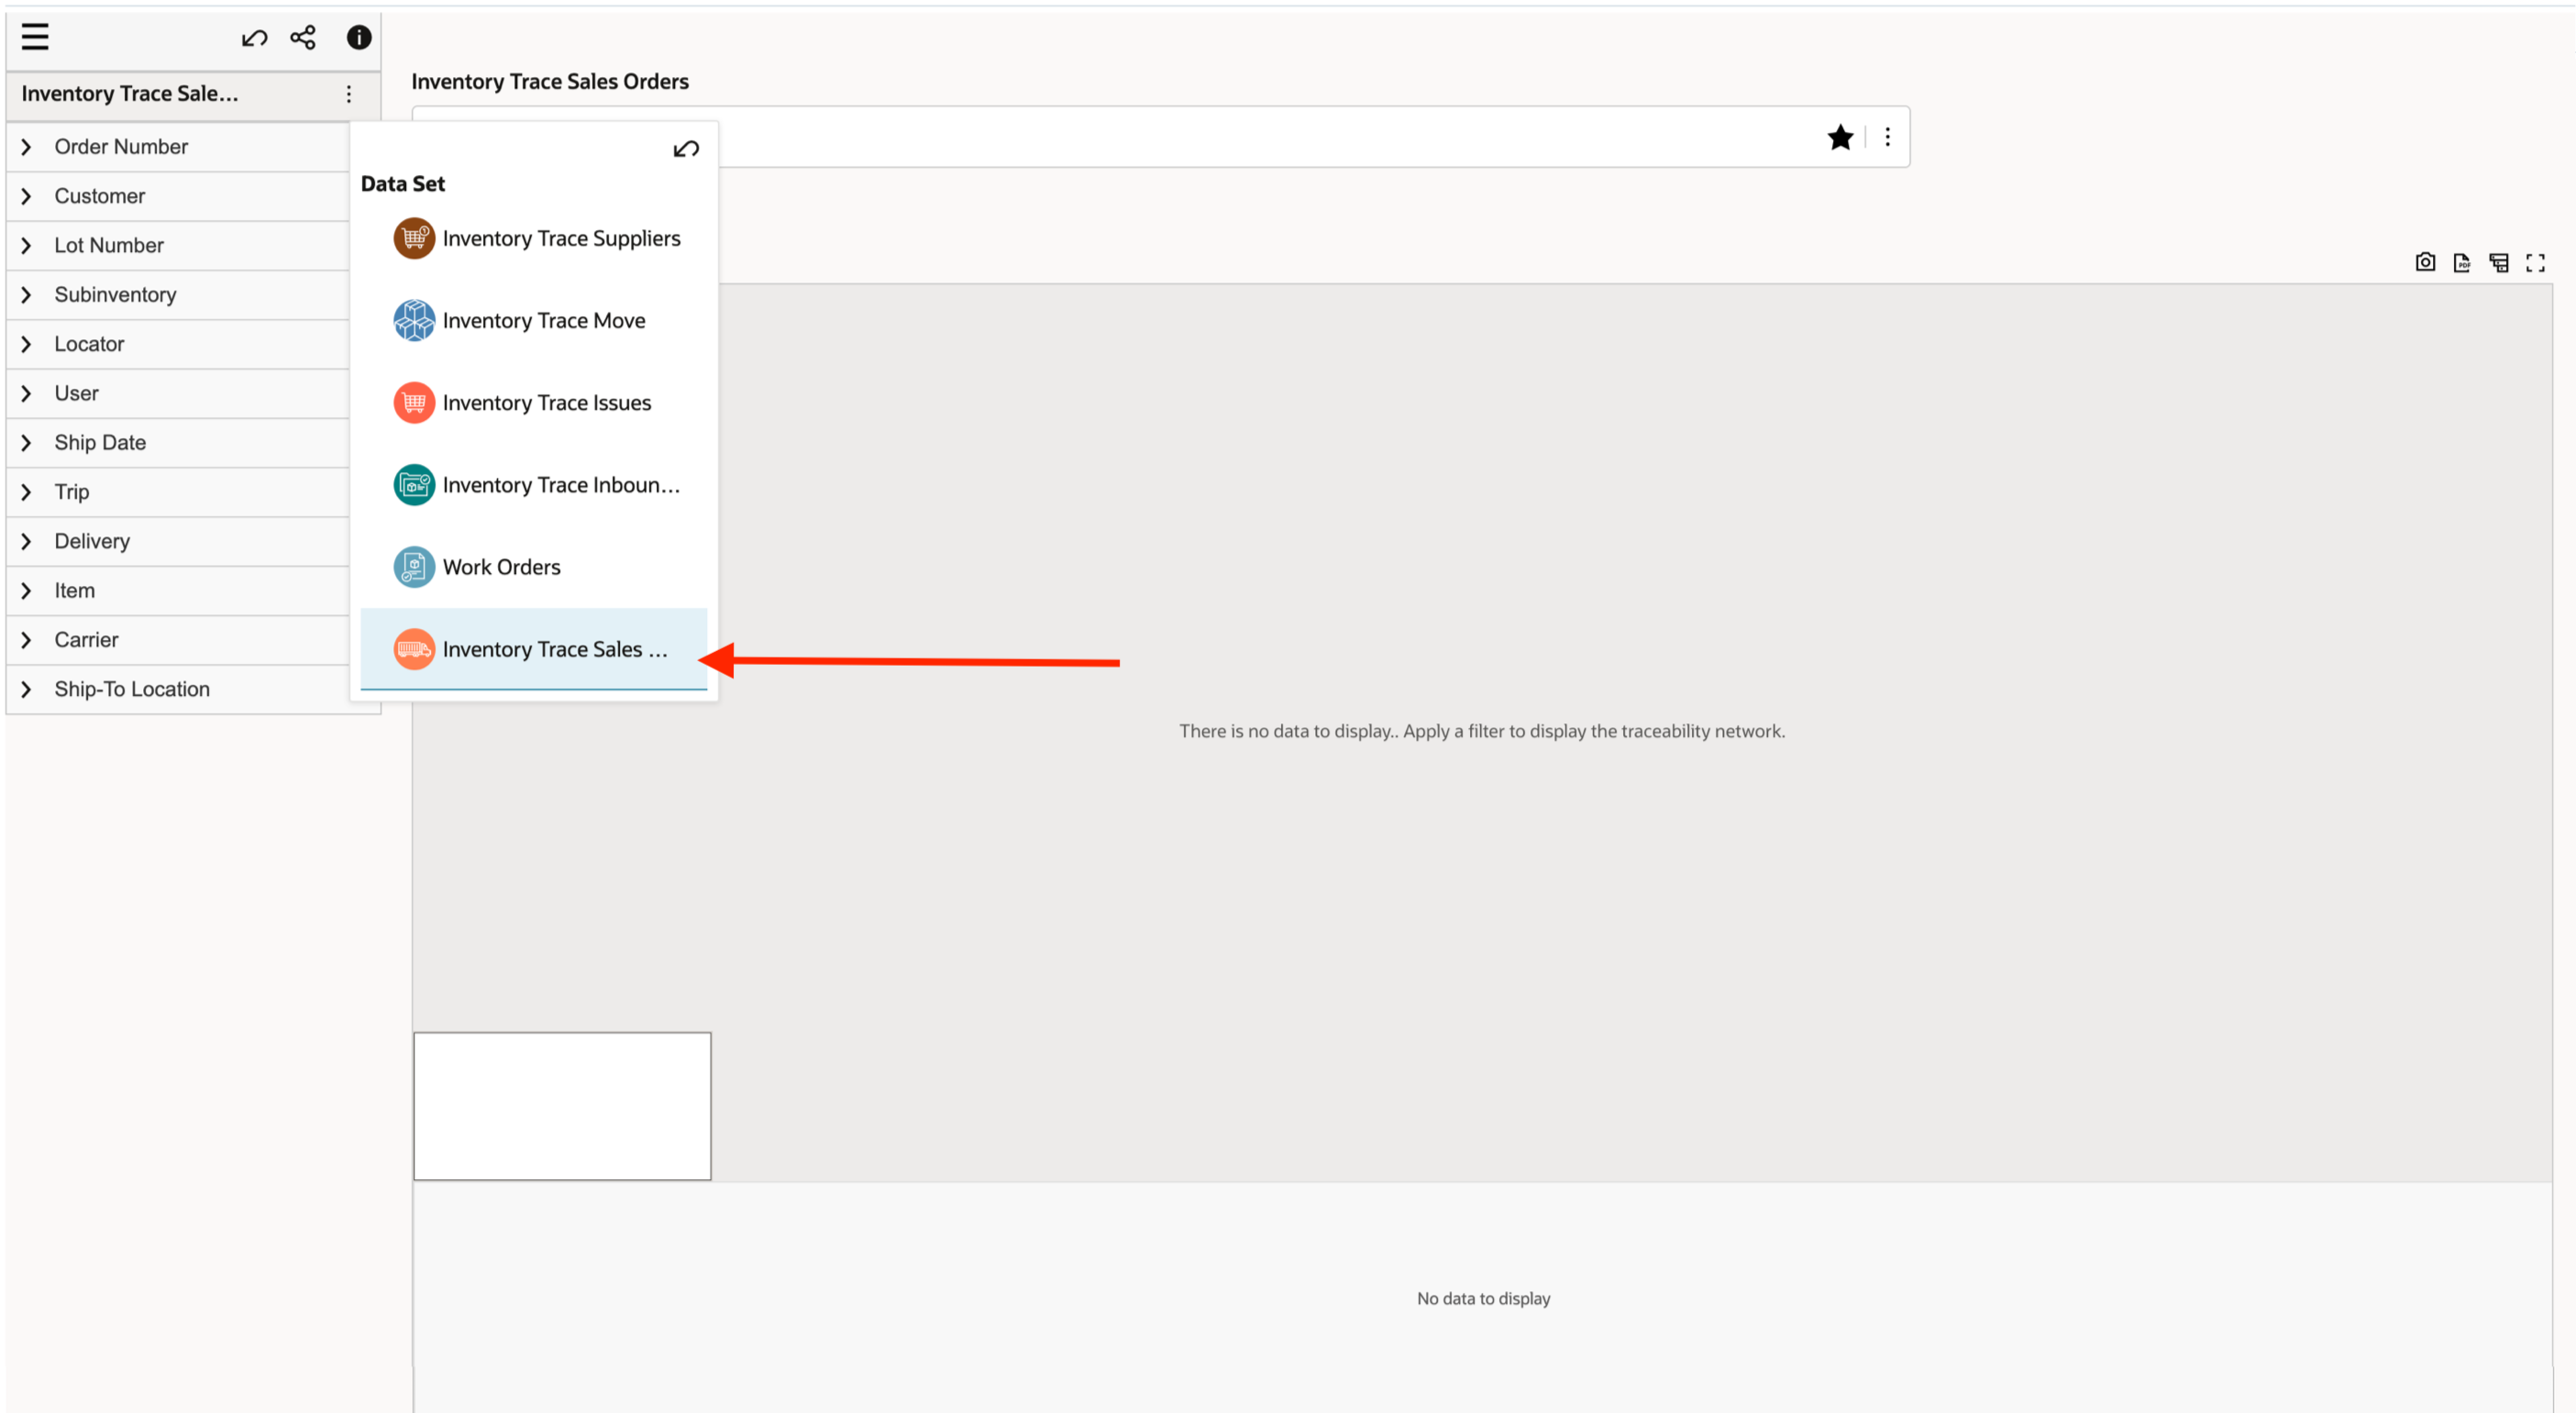 Inventory Trace Sale...
Order Number
Customer
Lot Number
Subinventory
Locator
User
Ship Date
Trip
Delivery
Item
Carrier
Ship-To Location
Inventory Trace Sales Orders
Data Set
Inventory Trace Suppliers
Inventory Trace Move
Inventory Trace Issues
Inventory Trace Inboun...
Work Orders
Inventory Trace Sales ...
PDF
There is no data to display.. Apply a filter to display the traceability network.
No data to display